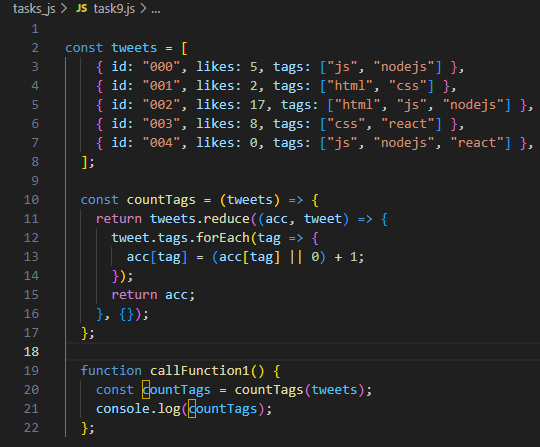 tasks_js > JS task9.js > ...
1
2 const tweets = [
3 { id: "000", likes: 5, tags: ["js", "nodejs"] },
4 { id: "001", likes: 2, tags: ["html", "css"] },
5 { id: "002", likes: 17, tags: ["html", "js", "nodejs"] },
6 { id: "003", likes: 8, tags: ["css", "react"] },
7 { id: "004", likes: 0, tags: ["js", "nodejs", "react"] },
8 ];
9
10 const countTags = (tweets) => {
11 return tweets.reduce((acc, tweet) => {
12 tweet.tags.forEach(tag => {
13 acc[tag] = (acc[tag] || 0) + 1;
14 });
15 return acc;
16 }, {});
17 };
18
19 function callFunction1() {
20 const countTags = countTags(tweets);
21 console.log(countTags);
22 };